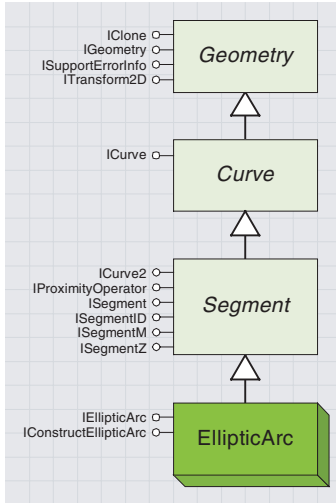 IClone
IGeometry
ISupportErrorInfo
ITransform2D
Geometry
ICurve
Curve
ICurve2
IProximityOperator
ISegment
ISegmentID
ISegmentM
ISegmentZ
Segment
IEllipticArc
IConstructEllipticArc
EllipticArc